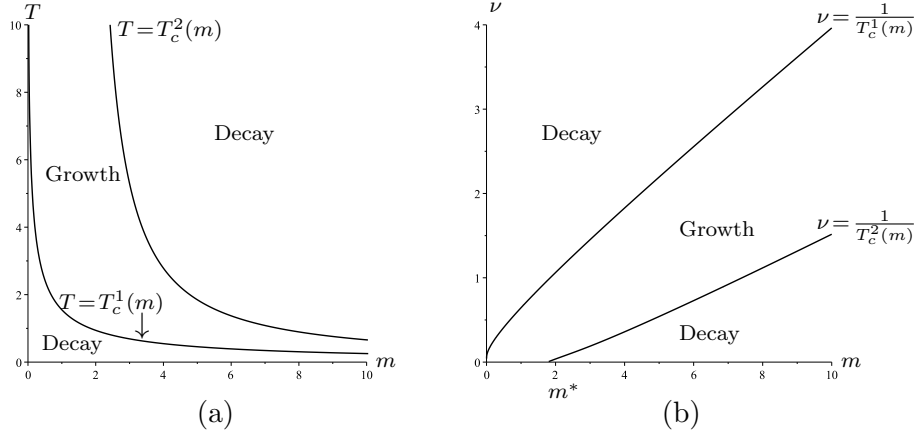 T
10
8
6
4
2
0
0 2 4 6 8 10
m
T = T_c^2(m)
Decay
Growth
T = T_c^1(m)
Decay
(a)
ν
4
3
2
1
0
0 2 4 6 8 10
m
m*
ν = 1/T_c^1(m)
Decay
Growth
ν = 1/T_c^2(m)
Decay
(b)